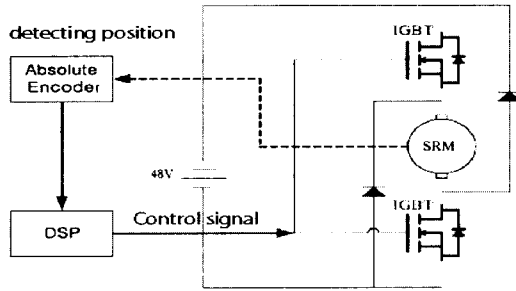 detecting position
IGBT
Absolute
Encoder
SRM
48V
IGBT
Control signal
DSP